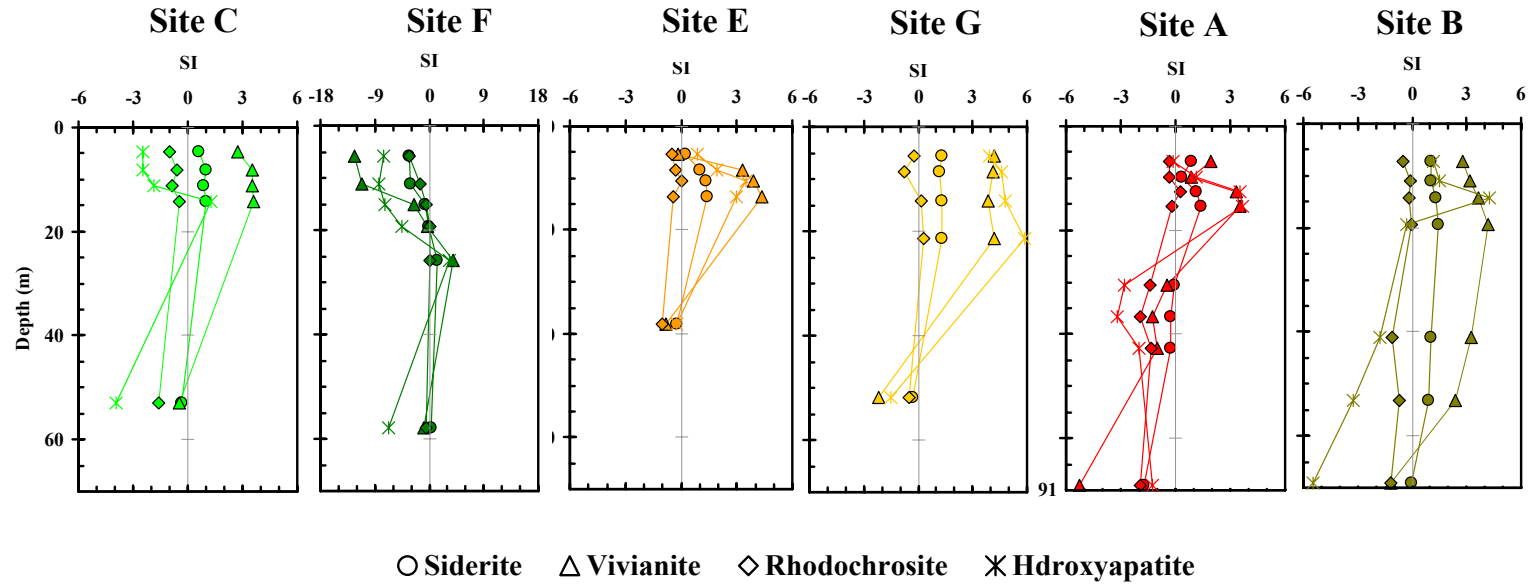 Site C Site F Site E Site G Site A Site B
SI SI SI SI SI SI
-6 -3 0 3 6 -18 -9 0 9 18 -6 -3 0 3 6 -6 -3 0 3 6 -6 -3 0 3 6 -6 -3 0 3 6
0
20
Depth (m)
40
60
91
Siderite Vivianite Rhodochrosite Hdroxyapatite